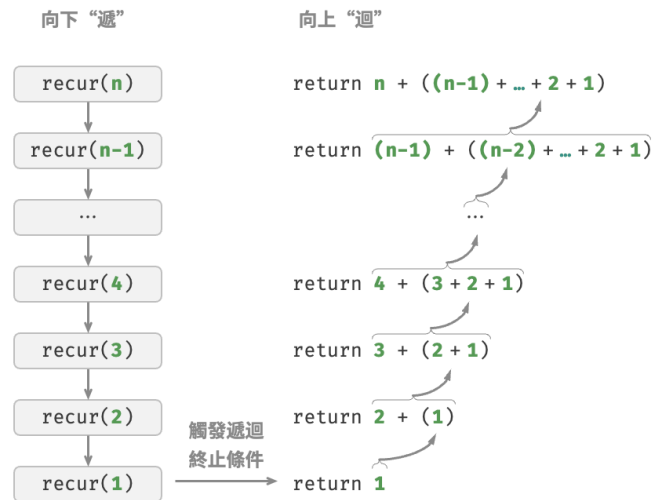 向下“遞”
向上“迴”
recur(n)
return n + ((n-1) + … + 2 + 1)
recur(n-1)
return (n-1) + ((n-2) + … + 2 + 1)
…
…
recur(4)
return 4 + (3 + 2 + 1)
recur(3)
return 3 + (2 + 1)
recur(2)
return 2 + (1)
觸發遞迴
終止條件
recur(1)
return 1